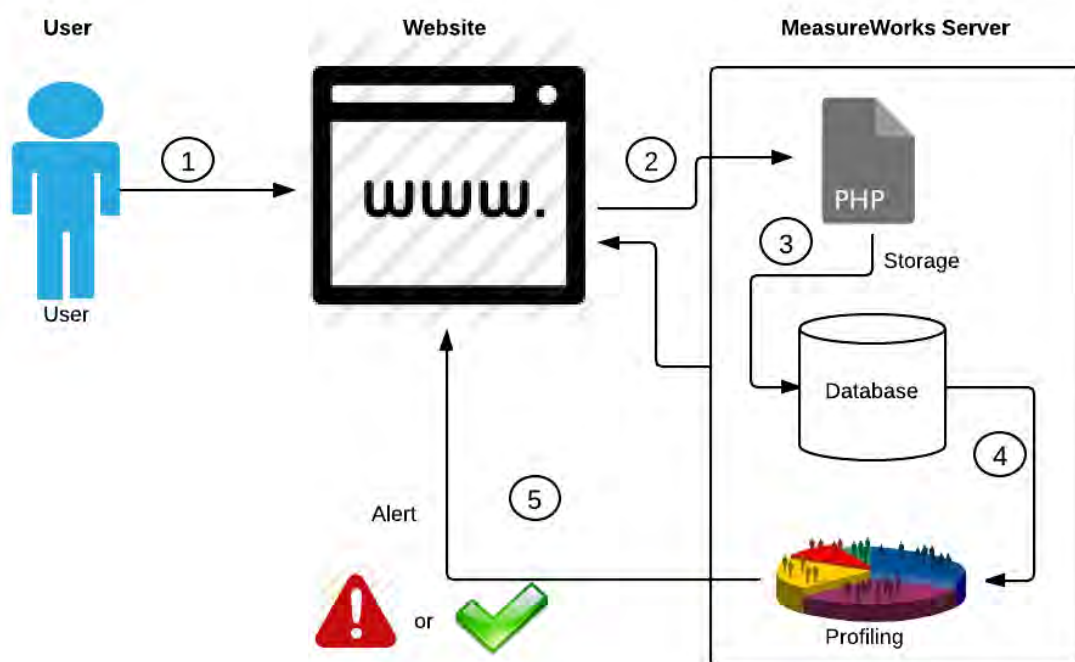 User
Website
MeasureWorks Server
1
www.
2
PHP
3
Storage
User
Database
4
5
Alert
or
Profiling